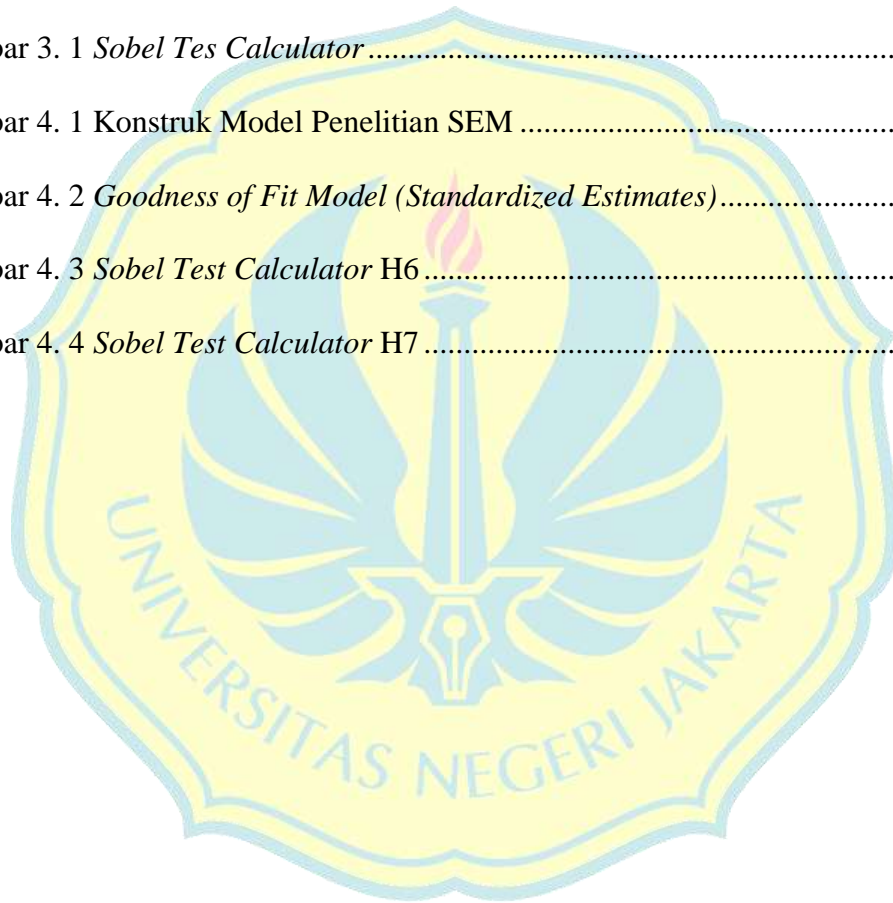 bar 3. 1 Sobel Tes Calculator................................................................................
bar 4. 1 Konstruk Model Penelitian SEM......................................................
bar 4. 2 Goodness of Fit Model (Standardized Estimates)..........................
bar 4. 3 Sobel Test Calculator H6......................................................................
bar 4. 4 Sobel Test Calculator H7......................................................................
UNIVERSITAS NEGERI JAKARTA